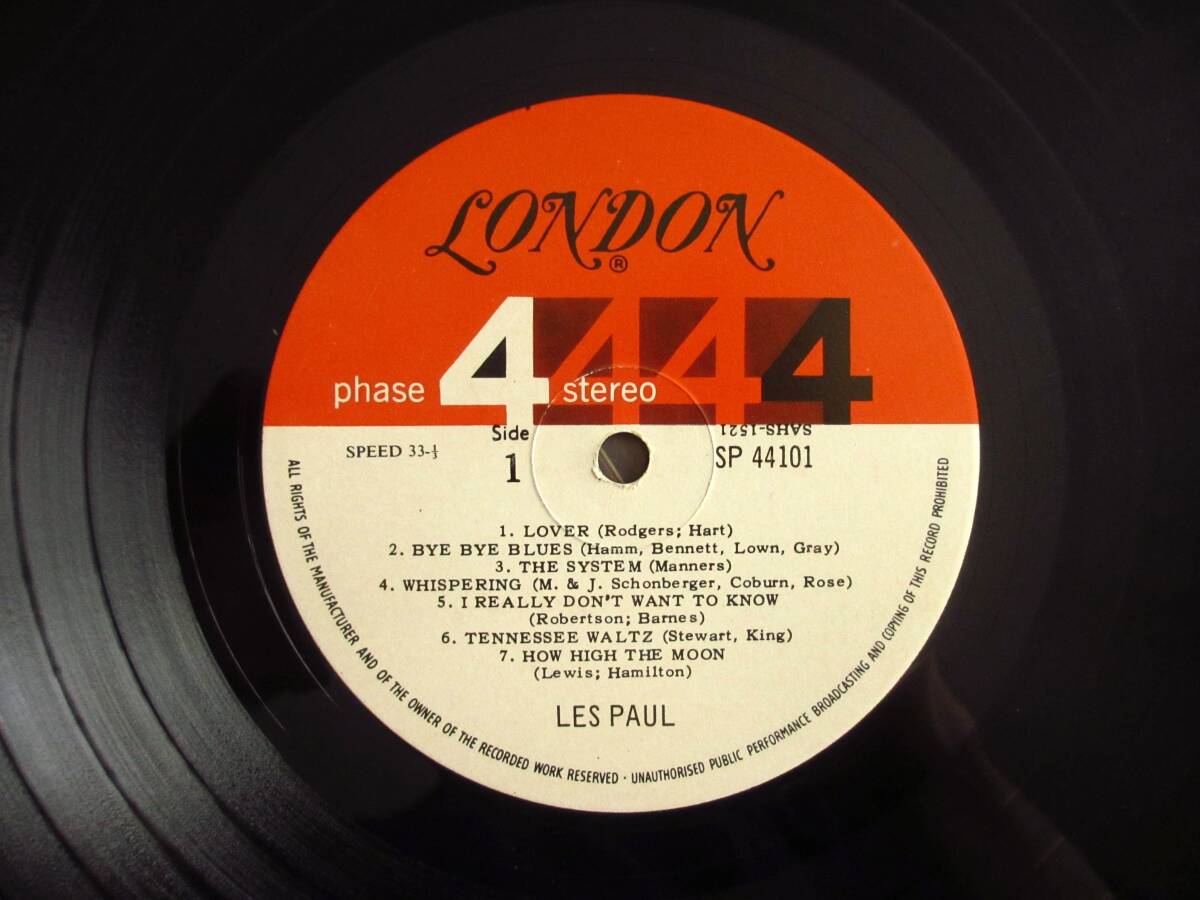 LONDON
®
phase 4 stereo 4 4 4
SPEED 33-⅓
Side
1
SAHS-1521
SP 44101
1. LOVER (Rodgers; Hart)
2. BYE BYE BLUES (Hamm, Bennett, Lown, Gray)
3. THE SYSTEM (Manners)
4. WHISPERING (M. & J. Schonberger, Coburn, Rose)
5. I REALLY DON'T WANT TO KNOW
(Robertson; Barnes)
6. TENNESSEE WALTZ (Stewart, King)
7. HOW HIGH THE MOON
(Lewis; Hamilton)
LES PAUL
ALL RIGHTS OF THE MANUFACTURER AND OF THE OWNER OF THE RECORDED WORK RESERVED · UNAUTHORISED PUBLIC PERFORMANCE BROADCASTING AND COPYING OF THIS RECORD PROHIBITED